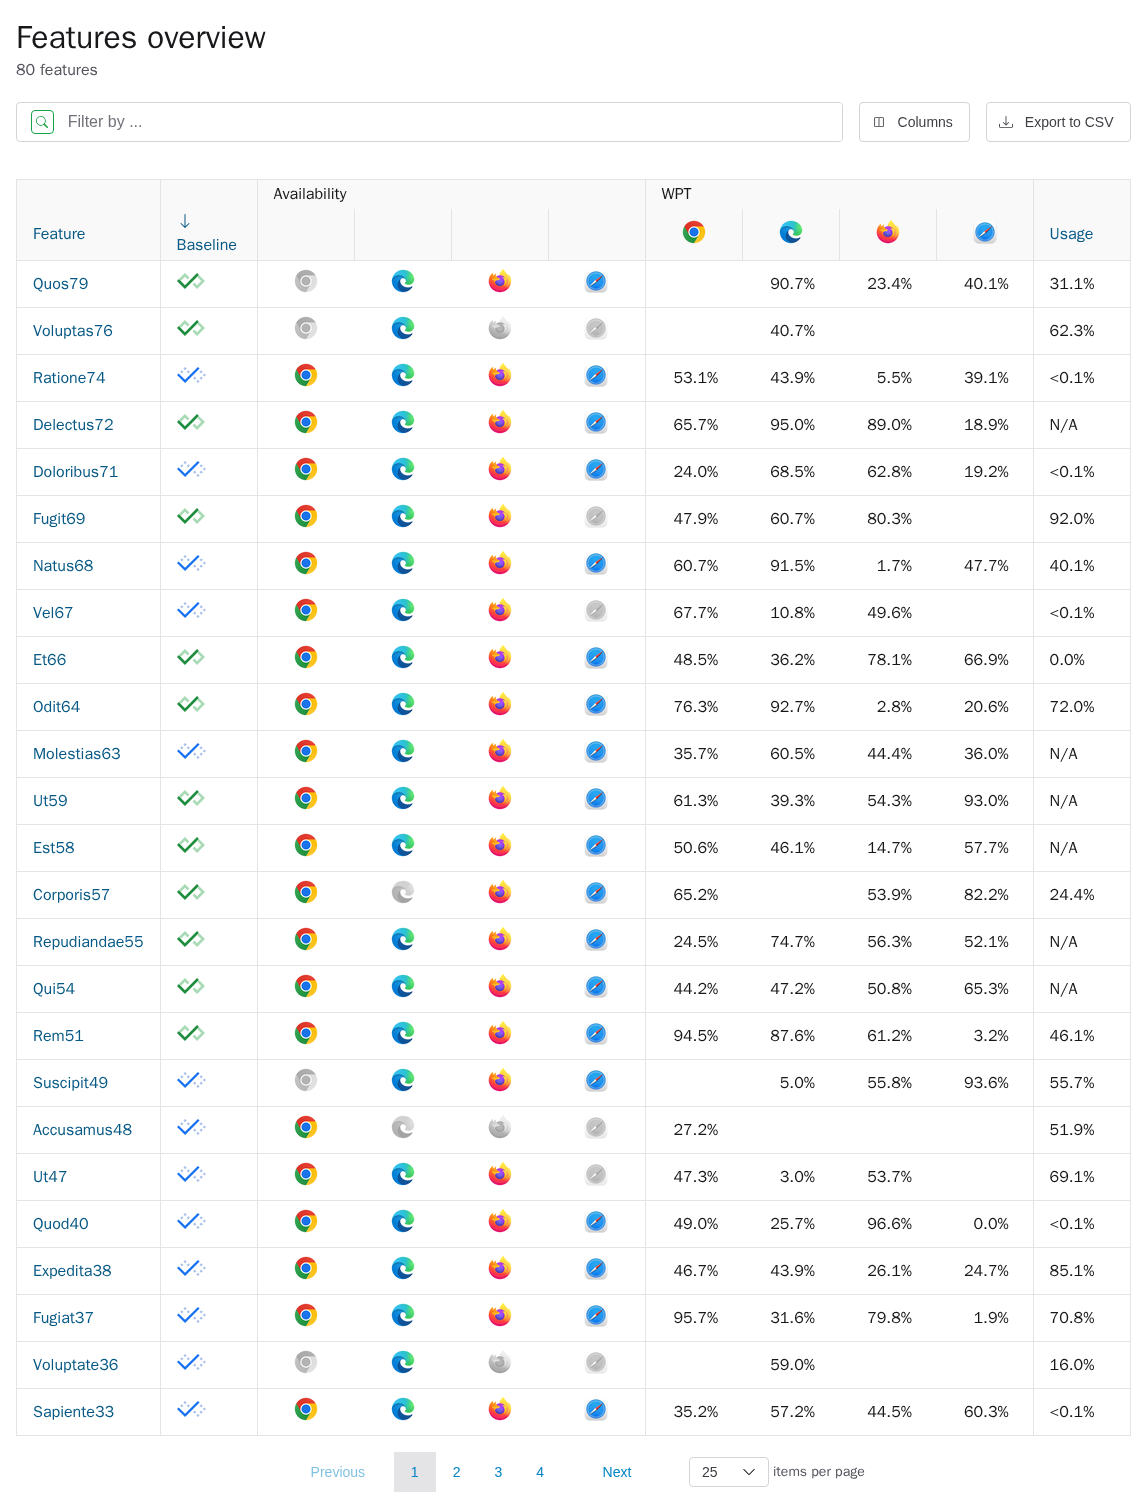 Features overview
80 features
Filter by ...
Columns
Export to CSV
Availability WPT
Feature Baseline Usage
Quos79 90.7% 23.4% 40.1% 31.1%
Voluptas76 40.7% 62.3%
Ratione74 53.1% 43.9% 5.5% 39.1% <0.1%
Delectus72 65.7% 95.0% 89.0% 18.9% N/A
Doloribus71 24.0% 68.5% 62.8% 19.2% <0.1%
Fugit69 47.9% 60.7% 80.3% 92.0%
Natus68 60.7% 91.5% 1.7% 47.7% 40.1%
Vel67 67.7% 10.8% 49.6% <0.1%
Et66 48.5% 36.2% 78.1% 66.9% 0.0%
Odit64 76.3% 92.7% 2.8% 20.6% 72.0%
Molestias63 35.7% 60.5% 44.4% 36.0% N/A
Ut59 61.3% 39.3% 54.3% 93.0% N/A
Est58 50.6% 46.1% 14.7% 57.7% N/A
Corporis57 65.2% 53.9% 82.2% 24.4%
Repudiandae55 24.5% 74.7% 56.3% 52.1% N/A
Qui54 44.2% 47.2% 50.8% 65.3% N/A
Rem51 94.5% 87.6% 61.2% 3.2% 46.1%
Suscipit49 5.0% 55.8% 93.6% 55.7%
Accusamus48 27.2% 51.9%
Ut47 47.3% 3.0% 53.7% 69.1%
Quod40 49.0% 25.7% 96.6% 0.0% <0.1%
Expedita38 46.7% 43.9% 26.1% 24.7% 85.1%
Fugiat37 95.7% 31.6% 79.8% 1.9% 70.8%
Voluptate36 59.0% 16.0%
Sapiente33 35.2% 57.2% 44.5% 60.3% <0.1%
Previous 1 2 3 4 Next 25 items per page